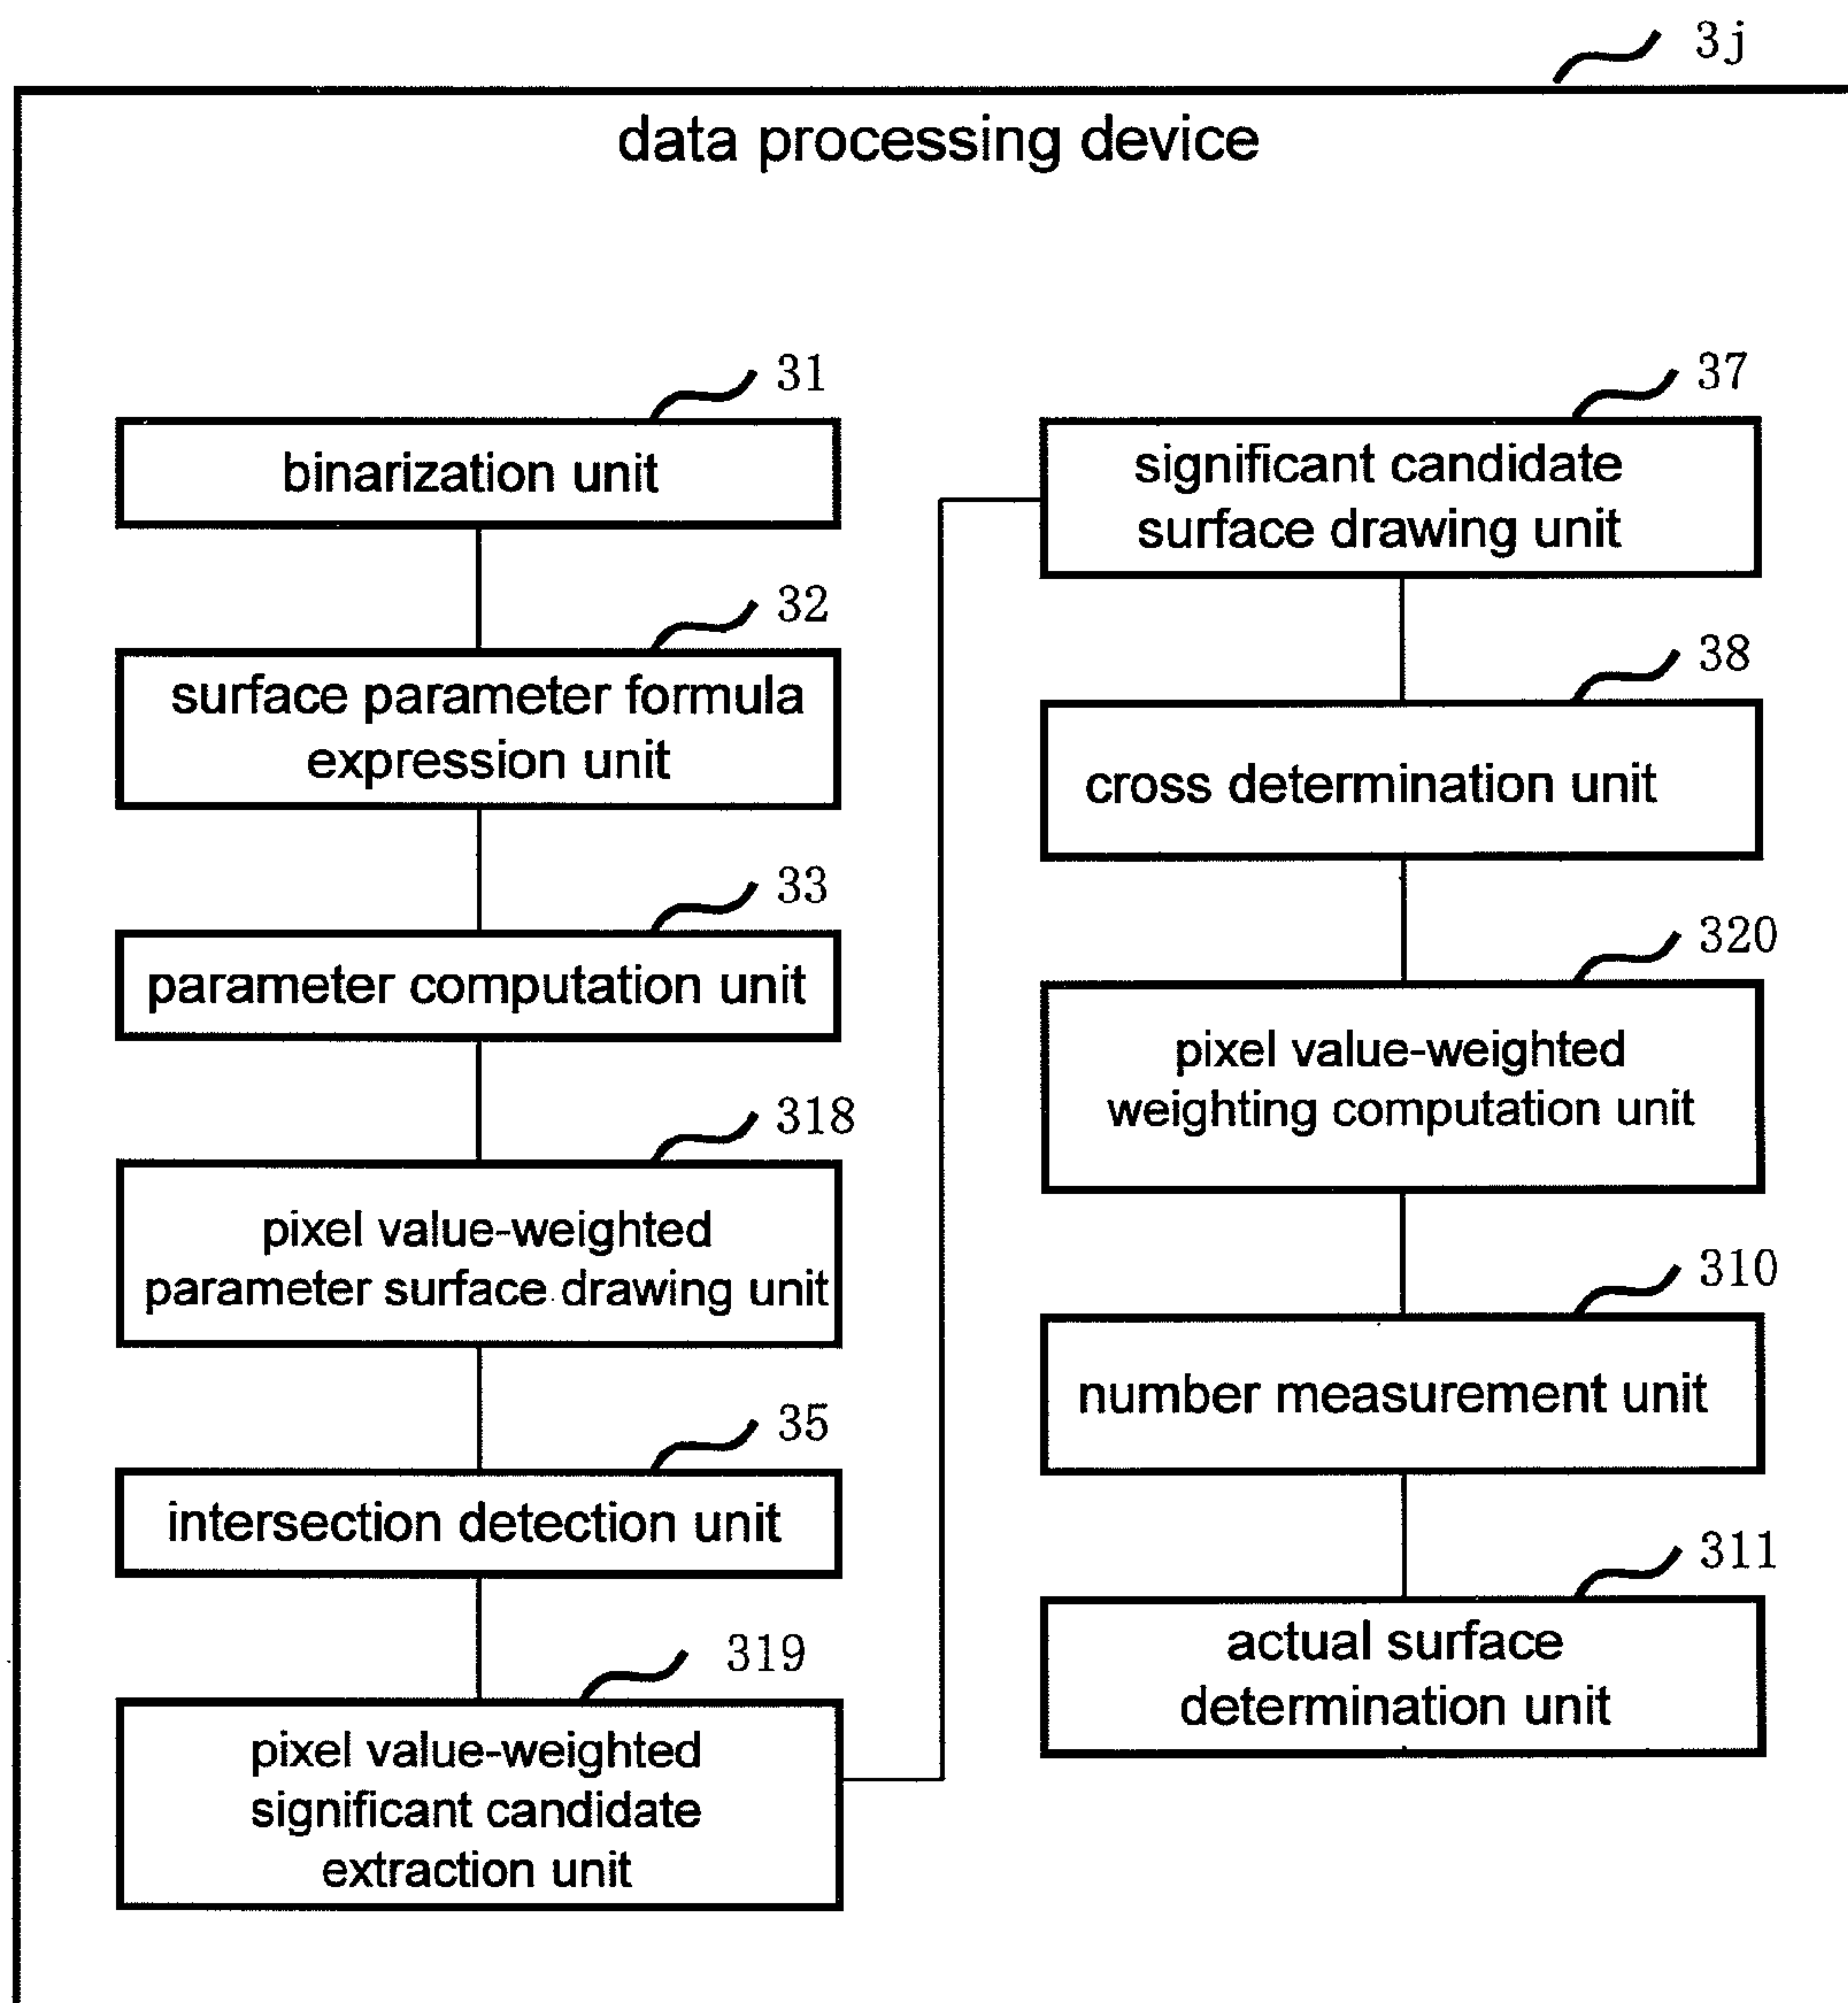 3j
data processing device
31
binarization unit
32
surface parameter formula
expression unit
33
parameter computation unit
318
pixel value-weighted
parameter surface drawing unit
35
intersection detection unit
319
pixel value-weighted
significant candidate
extraction unit
37
significant candidate
surface drawing unit
38
cross determination unit
320
pixel value-weighted
weighting computation unit
310
number measurement unit
311
actual surface
determination unit